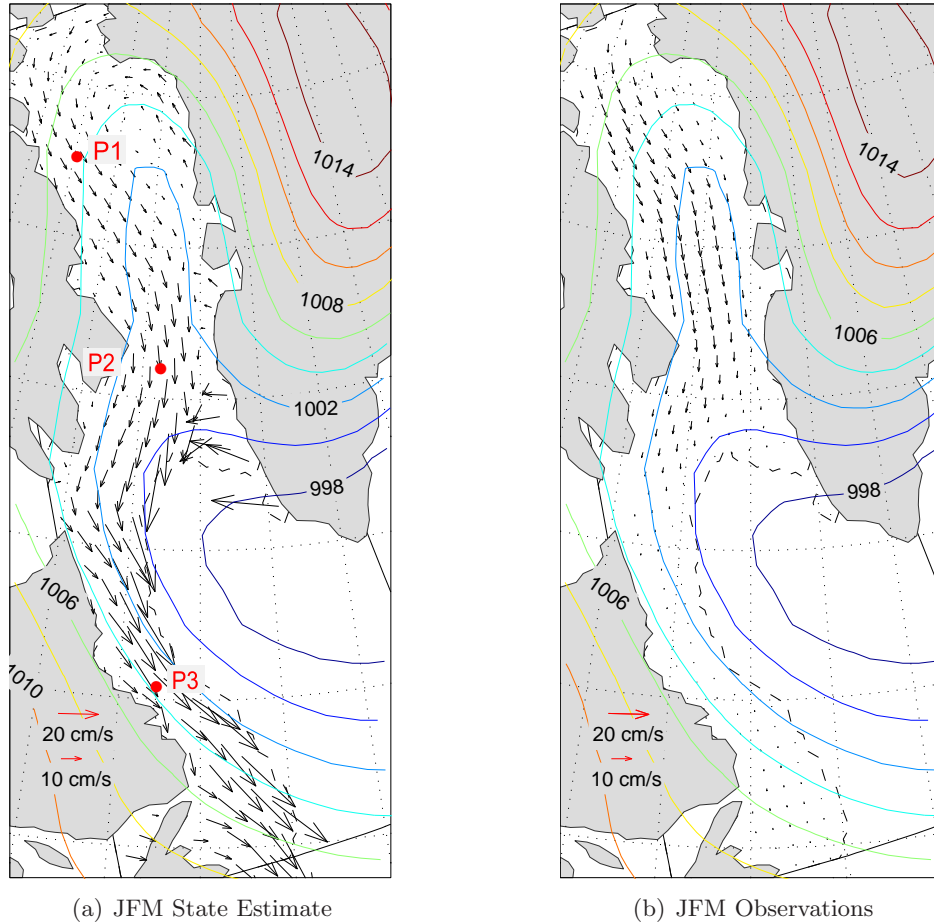 1014
P1
1008
P2
1002
998
1006
P3
1010
20 cm/s
10 cm/s
(a) JFM State Estimate
1014
1006
998
1006
20 cm/s
10 cm/s
(b) JFM Observations